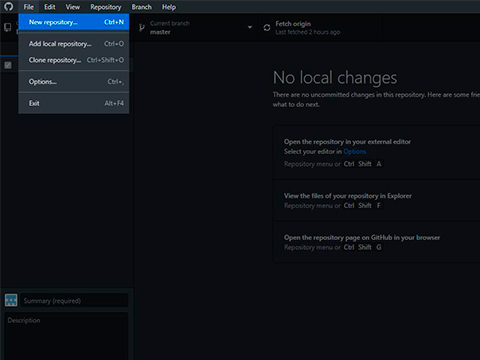 File Edit View Repository Branch Help
New repository... Ctrl+N
Add local repository... Ctrl+O
Clone repository... Ctrl+Shift+O
Options... Ctrl+,
Exit Alt+F4
Current branch
master
Fetch origin
Last fetched 2 hours ago
No local changes
There are no uncommitted changes in this repository. Here are some frie
what to do next.
Open the repository in your external editor
Select your editor in Options
Repository menu or Ctrl Shift A
View the files of your repository in Explorer
Repository menu or Ctrl Shift F
Open the repository page on GitHub in your browser
Repository menu or Ctrl Shift G
Summary (required)
Description